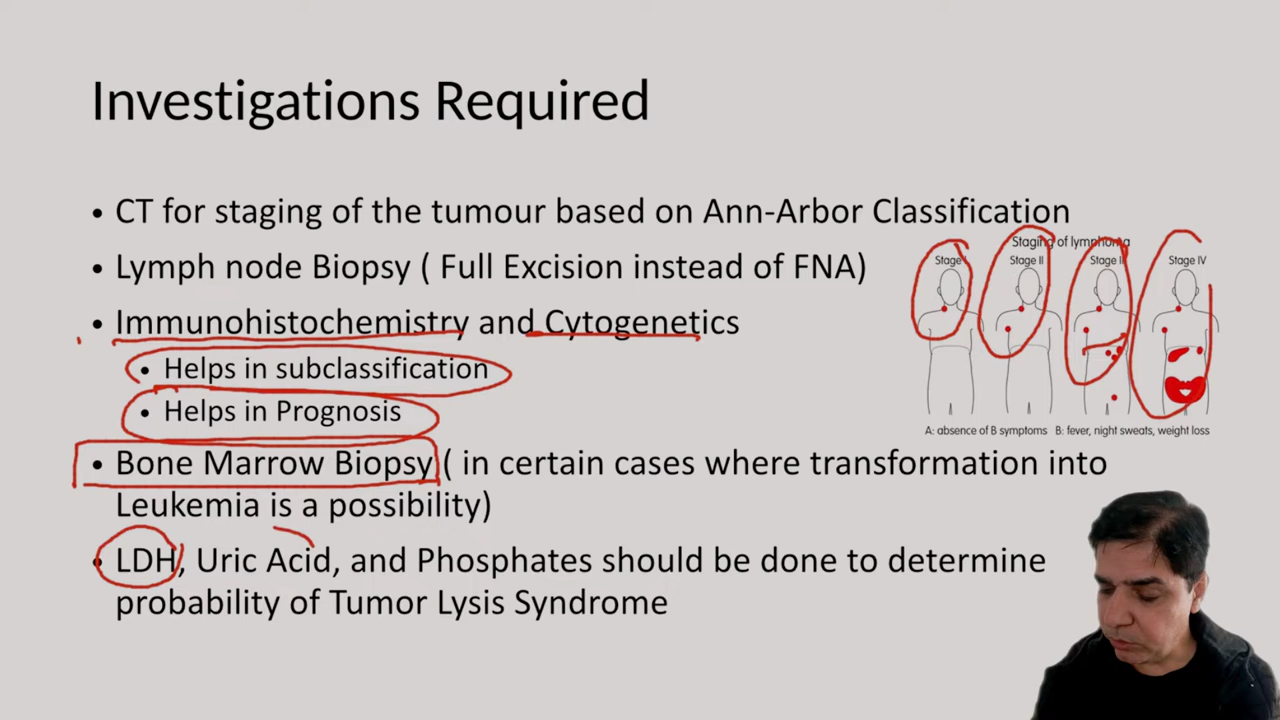 Investigations Required
• CT for staging of the tumour based on Ann-Arbor Classification
• Lymph node Biopsy ( Full Excision instead of FNA)
• Immunohistochemistry and Cytogenetics
• Helps in subclassification
• Helps in Prognosis
• Bone Marrow Biopsy ( in certain cases where transformation into
Leukemia is a possibility)
• LDH, Uric Acid, and Phosphates should be done to determine
probability of Tumor Lysis Syndrome
Staging of lymphoma
Stage I Stage II Stage III Stage IV
A: absence of B symptoms B: fever, night sweats, weight loss